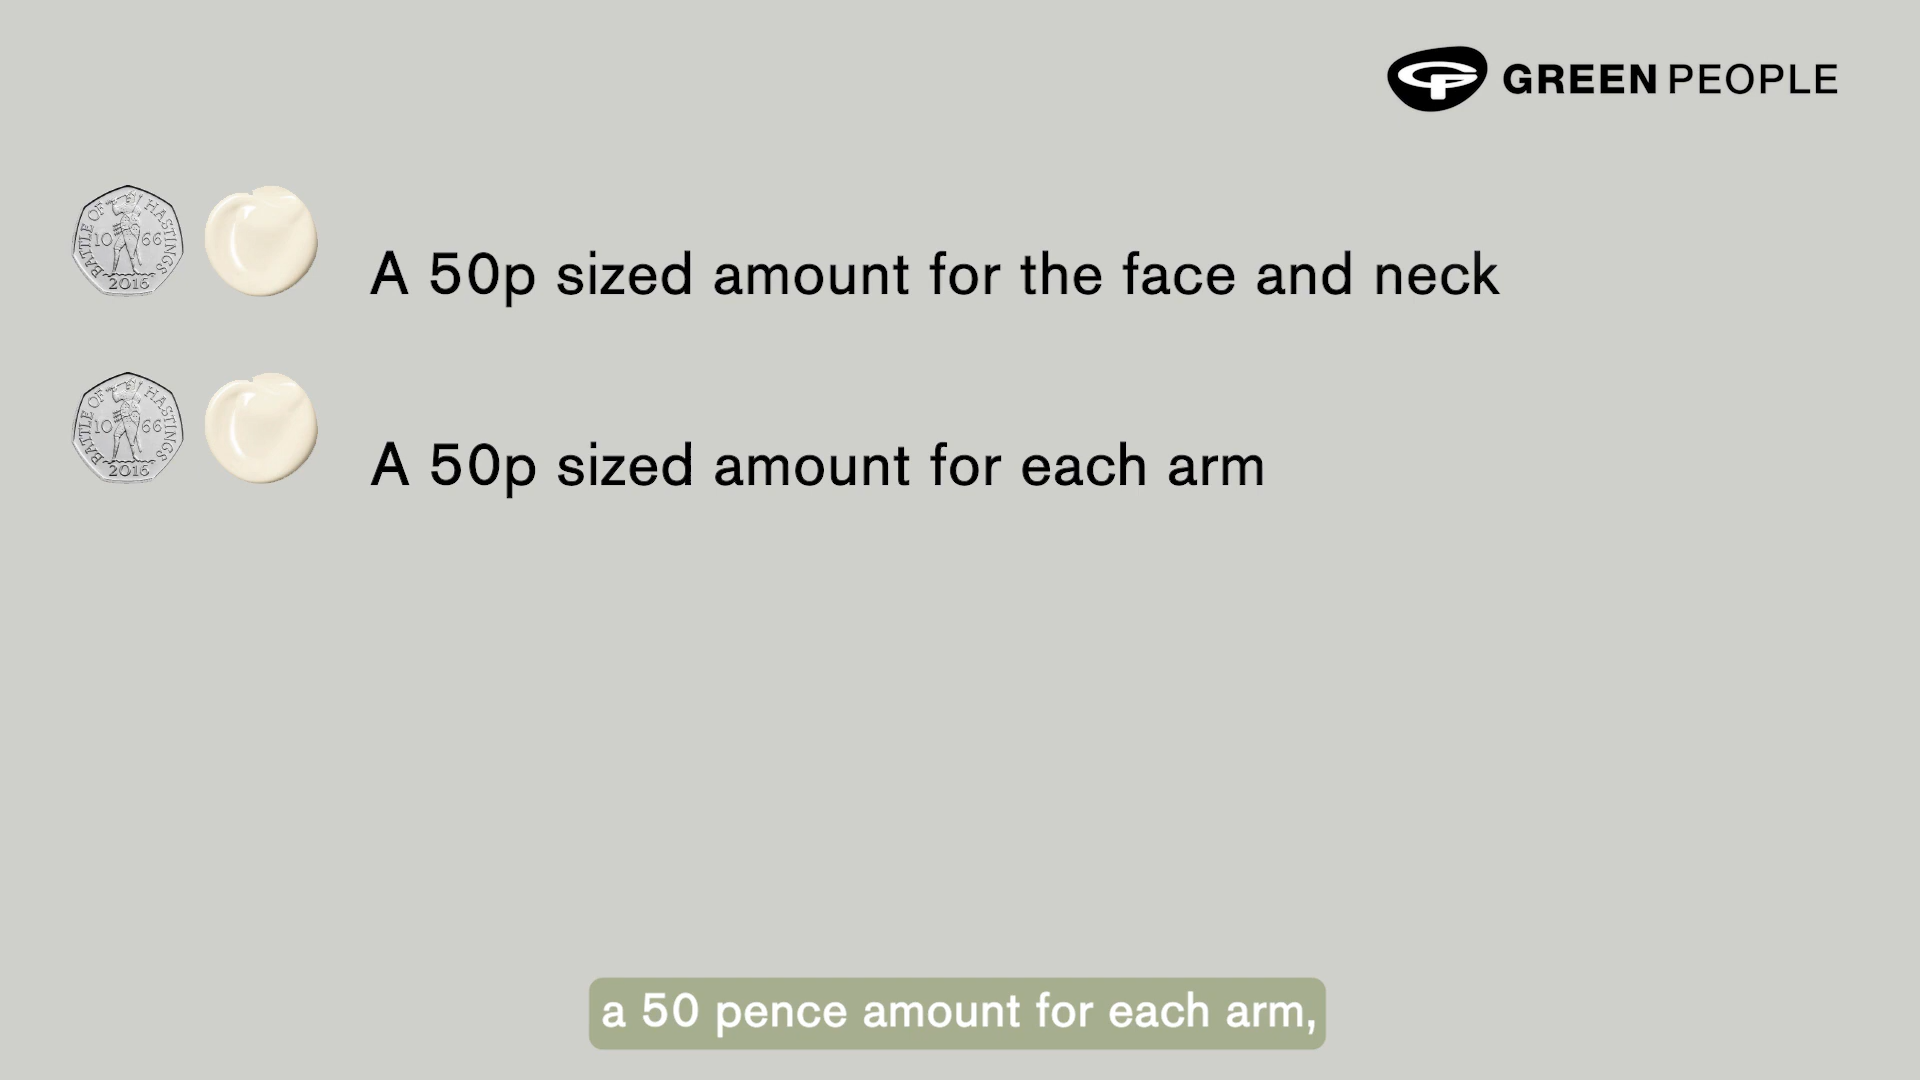 GREEN PEOPLE
BATTLE OF HASTINGS
1066
2016
A 50p sized amount for the face and neck
BATTLE OF HASTINGS
1066
2016
A 50p sized amount for each arm
a 50 pence amount for each arm,